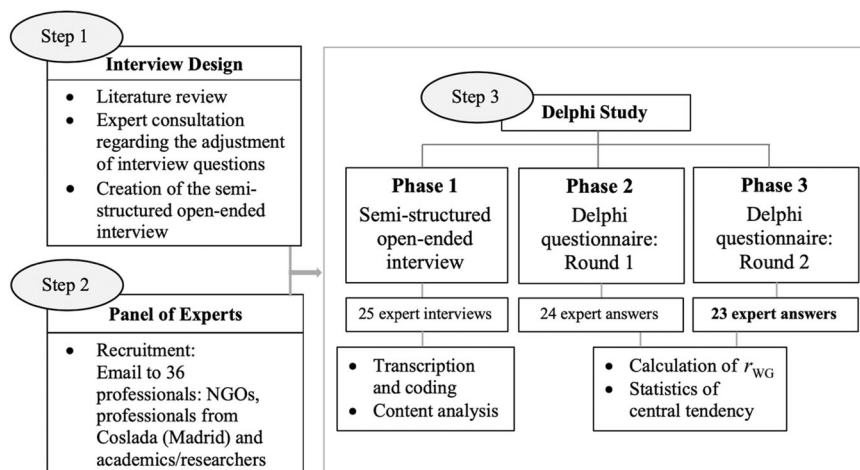 Step 1
Interview Design
• Literature review
• Expert consultation
regarding the adjustment
of interview questions
• Creation of the semi-
structured open-ended
interview
Step 2
Panel of Experts
• Recruitment:
Email to 36
professionals: NGOs,
professionals from
Coslada (Madrid) and
academics/researchers
Step 3
Delphi Study
Phase 1
Semi-structured
open-ended
interview
25 expert interviews
• Transcription
and coding
• Content analysis
Phase 2
Delphi
questionnaire:
Round 1
24 expert answers
Phase 3
Delphi
questionnaire:
Round 2
23 expert answers
• Calculation of rWG
• Statistics of
central tendency